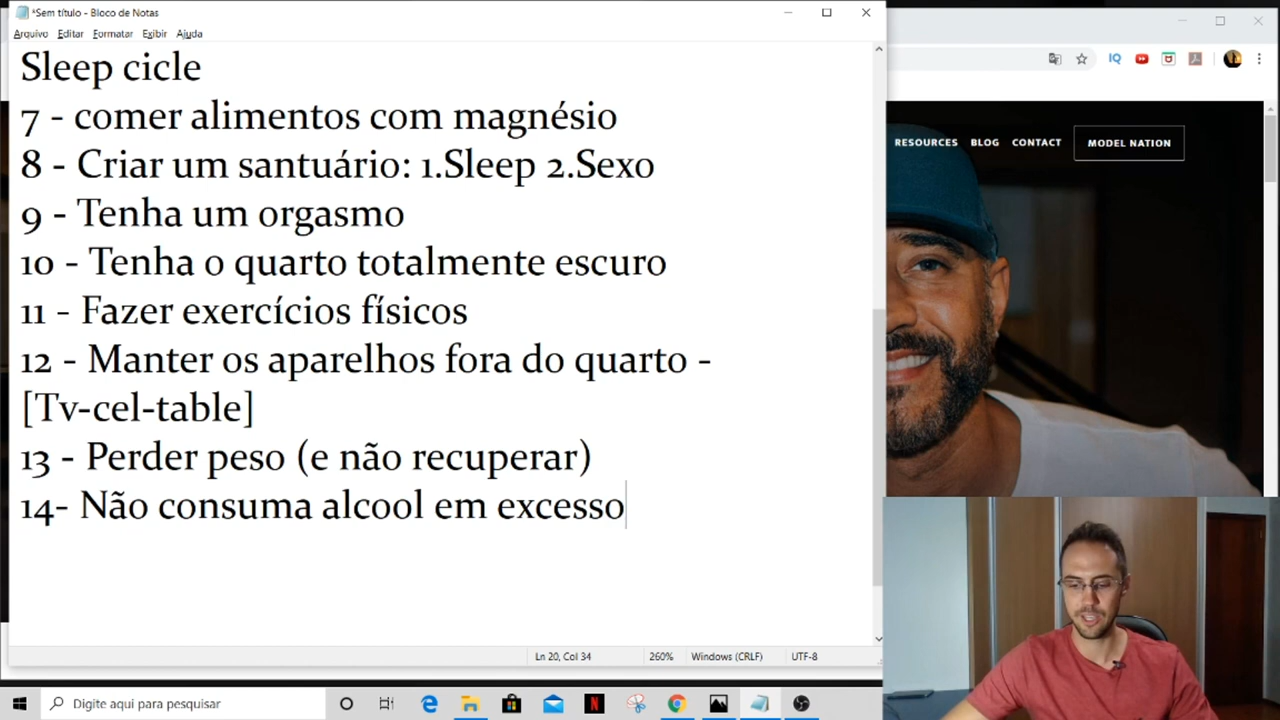 *Sem título - Bloco de Notas
Arquivo Editar Formatar Exibir Ajuda
Sleep cicle
7 - comer alimentos com magnésio
8 - Criar um santuário: 1.Sleep 2.Sexo
9 - Tenha um orgasmo
10 - Tenha o quarto totalmente escuro
11 - Fazer exercícios físicos
12 - Manter os aparelhos fora do quarto -
[Tv-cel-table]
13 - Perder peso (e não recuperar)
14- Não consuma alcool em excesso
Ln 20, Col 34 260% Windows (CRLF) UTF-8
IQ
RESOURCES BLOG CONTACT MODEL NATION
Digite aqui para pesquisar
N